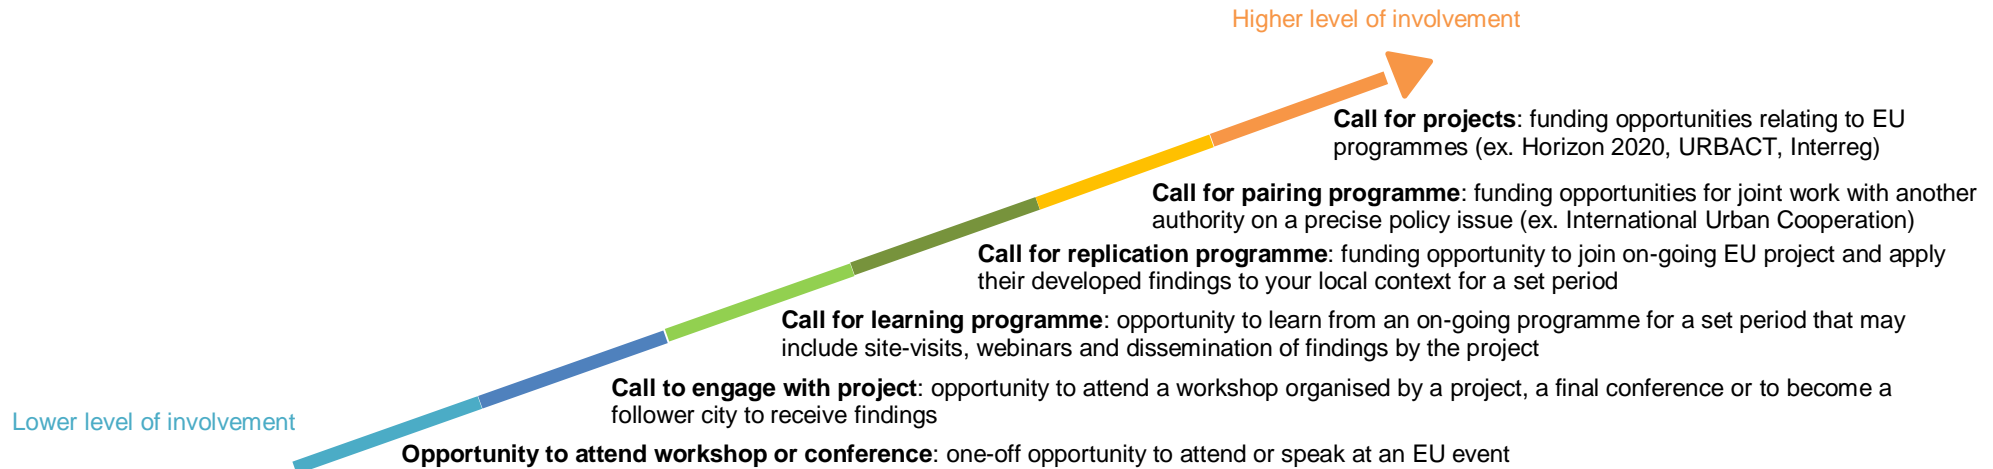 Higher level of involvement
Call for projects: funding opportunities relating to EU
programmes (ex. Horizon 2020, URBACT, Interreg)
Call for pairing programme: funding opportunities for joint work with another
authority on a precise policy issue (ex. International Urban Cooperation)
Call for replication programme: funding opportunity to join on-going EU project and apply
their developed findings to your local context for a set period
Call for learning programme: opportunity to learn from an on-going programme for a set period that may
include site-visits, webinars and dissemination of findings by the project
Call to engage with project: opportunity to attend a workshop organised by a project, a final conference or to become a
follower city to receive findings
Lower level of involvement
Opportunity to attend workshop or conference: one-off opportunity to attend or speak at an EU event